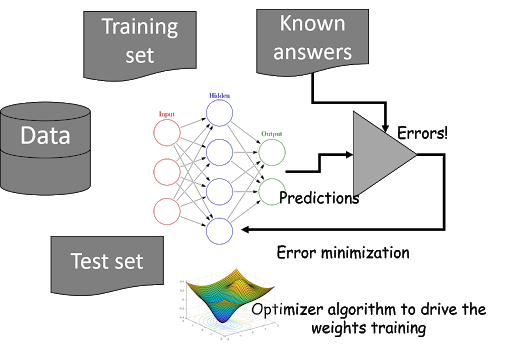 Training
set
Known
answers
Data
Input
Hidden
Output
Errors!
Predictions
Test set
Error minimization
Optimizer algorithm to drive the
weights training